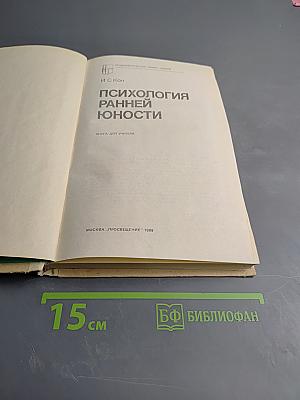 И С Кон
ПСИХОЛОГИЯ
РАННЕЙ
ЮНОСТИ
КНИГА ДЛЯ УЧИТЕЛЯ
МОСКВА "ПРОСВЕЩЕНИЕ" 1989
15 см
БФ БИБЛИОФАН